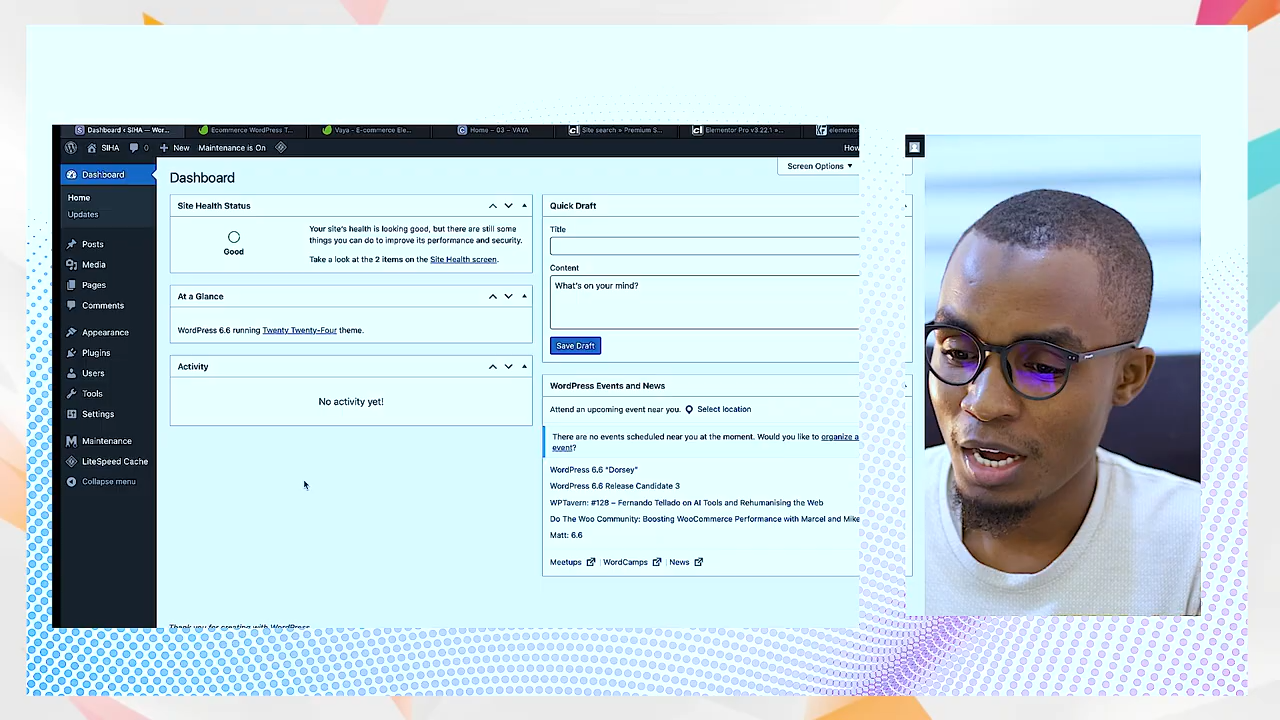 Dashboard ‹ SIHA — Wor...
Ecommerce WordPress T...
Vaya - E-commerce Ele...
Home – 03 – VAYA
Site search » Premium S...
Elementor Pro v3.22.1 »...
elemento
SIHA
0
New
Maintenance is On
How
Dashboard
Home
Updates
Posts
Media
Pages
Comments
Appearance
Plugins
Users
Tools
Settings
Maintenance
LiteSpeed Cache
Collapse menu
Screen Options
Dashboard
Site Health Status
Good
Your site's health is looking good, but there are still some
things you can do to improve its performance and security.
Take a look at the 2 items on the Site Health screen.
At a Glance
WordPress 6.6 running Twenty Twenty-Four theme.
Activity
No activity yet!
Quick Draft
Title
Content
What's on your mind?
Save Draft
WordPress Events and News
Attend an upcoming event near you.
Select location
There are no events scheduled near you at the moment. Would you like to organize a
event?
WordPress 6.6 "Dorsey"
WordPress 6.6 Release Candidate 3
WPTavern: #128 – Fernando Tellado on AI Tools and Rehumanising the Web
Do The Woo Community: Boosting WooCommerce Performance with Marcel and Mike
Matt: 6.6
Meetups
WordCamps
News
Thank you for creating with WordPress